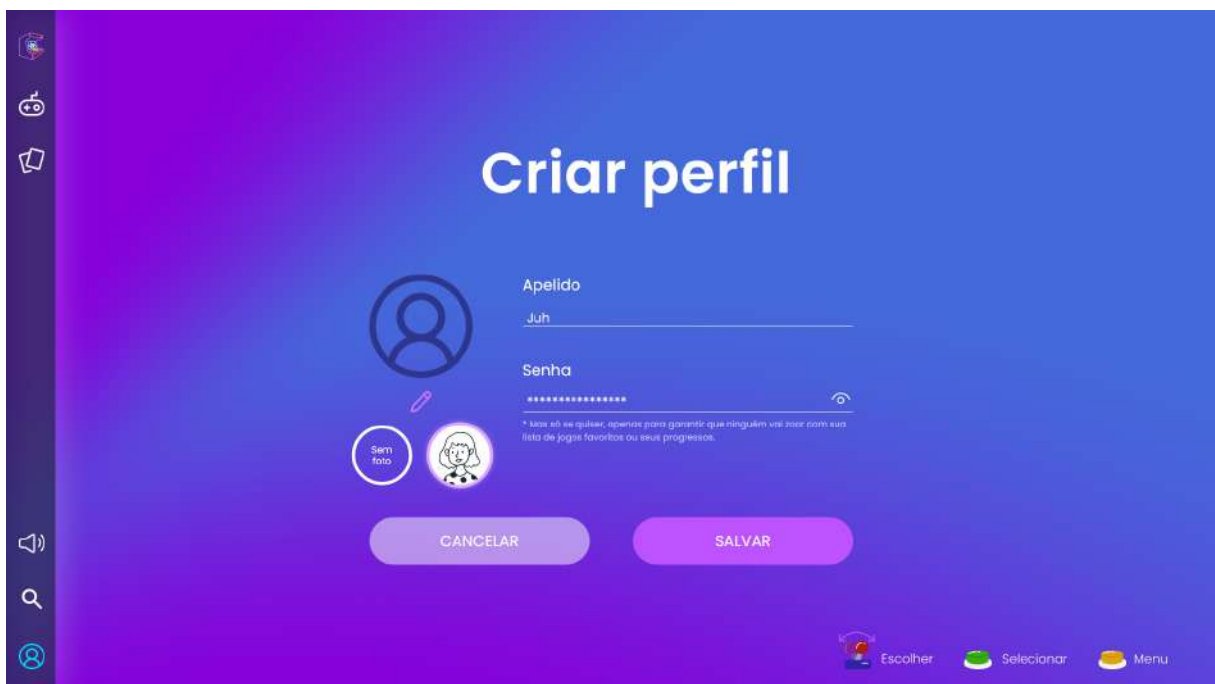 Criar perfil
Apelido
Juh
Senha
****************
* Mas só se quiser, apenas para garantir que ninguém vai zoar com sua
lista de jogos favoritos ou seus progressos.
Sem
foto
CANCELAR
SALVAR
Escolher
Selecionar
Menu